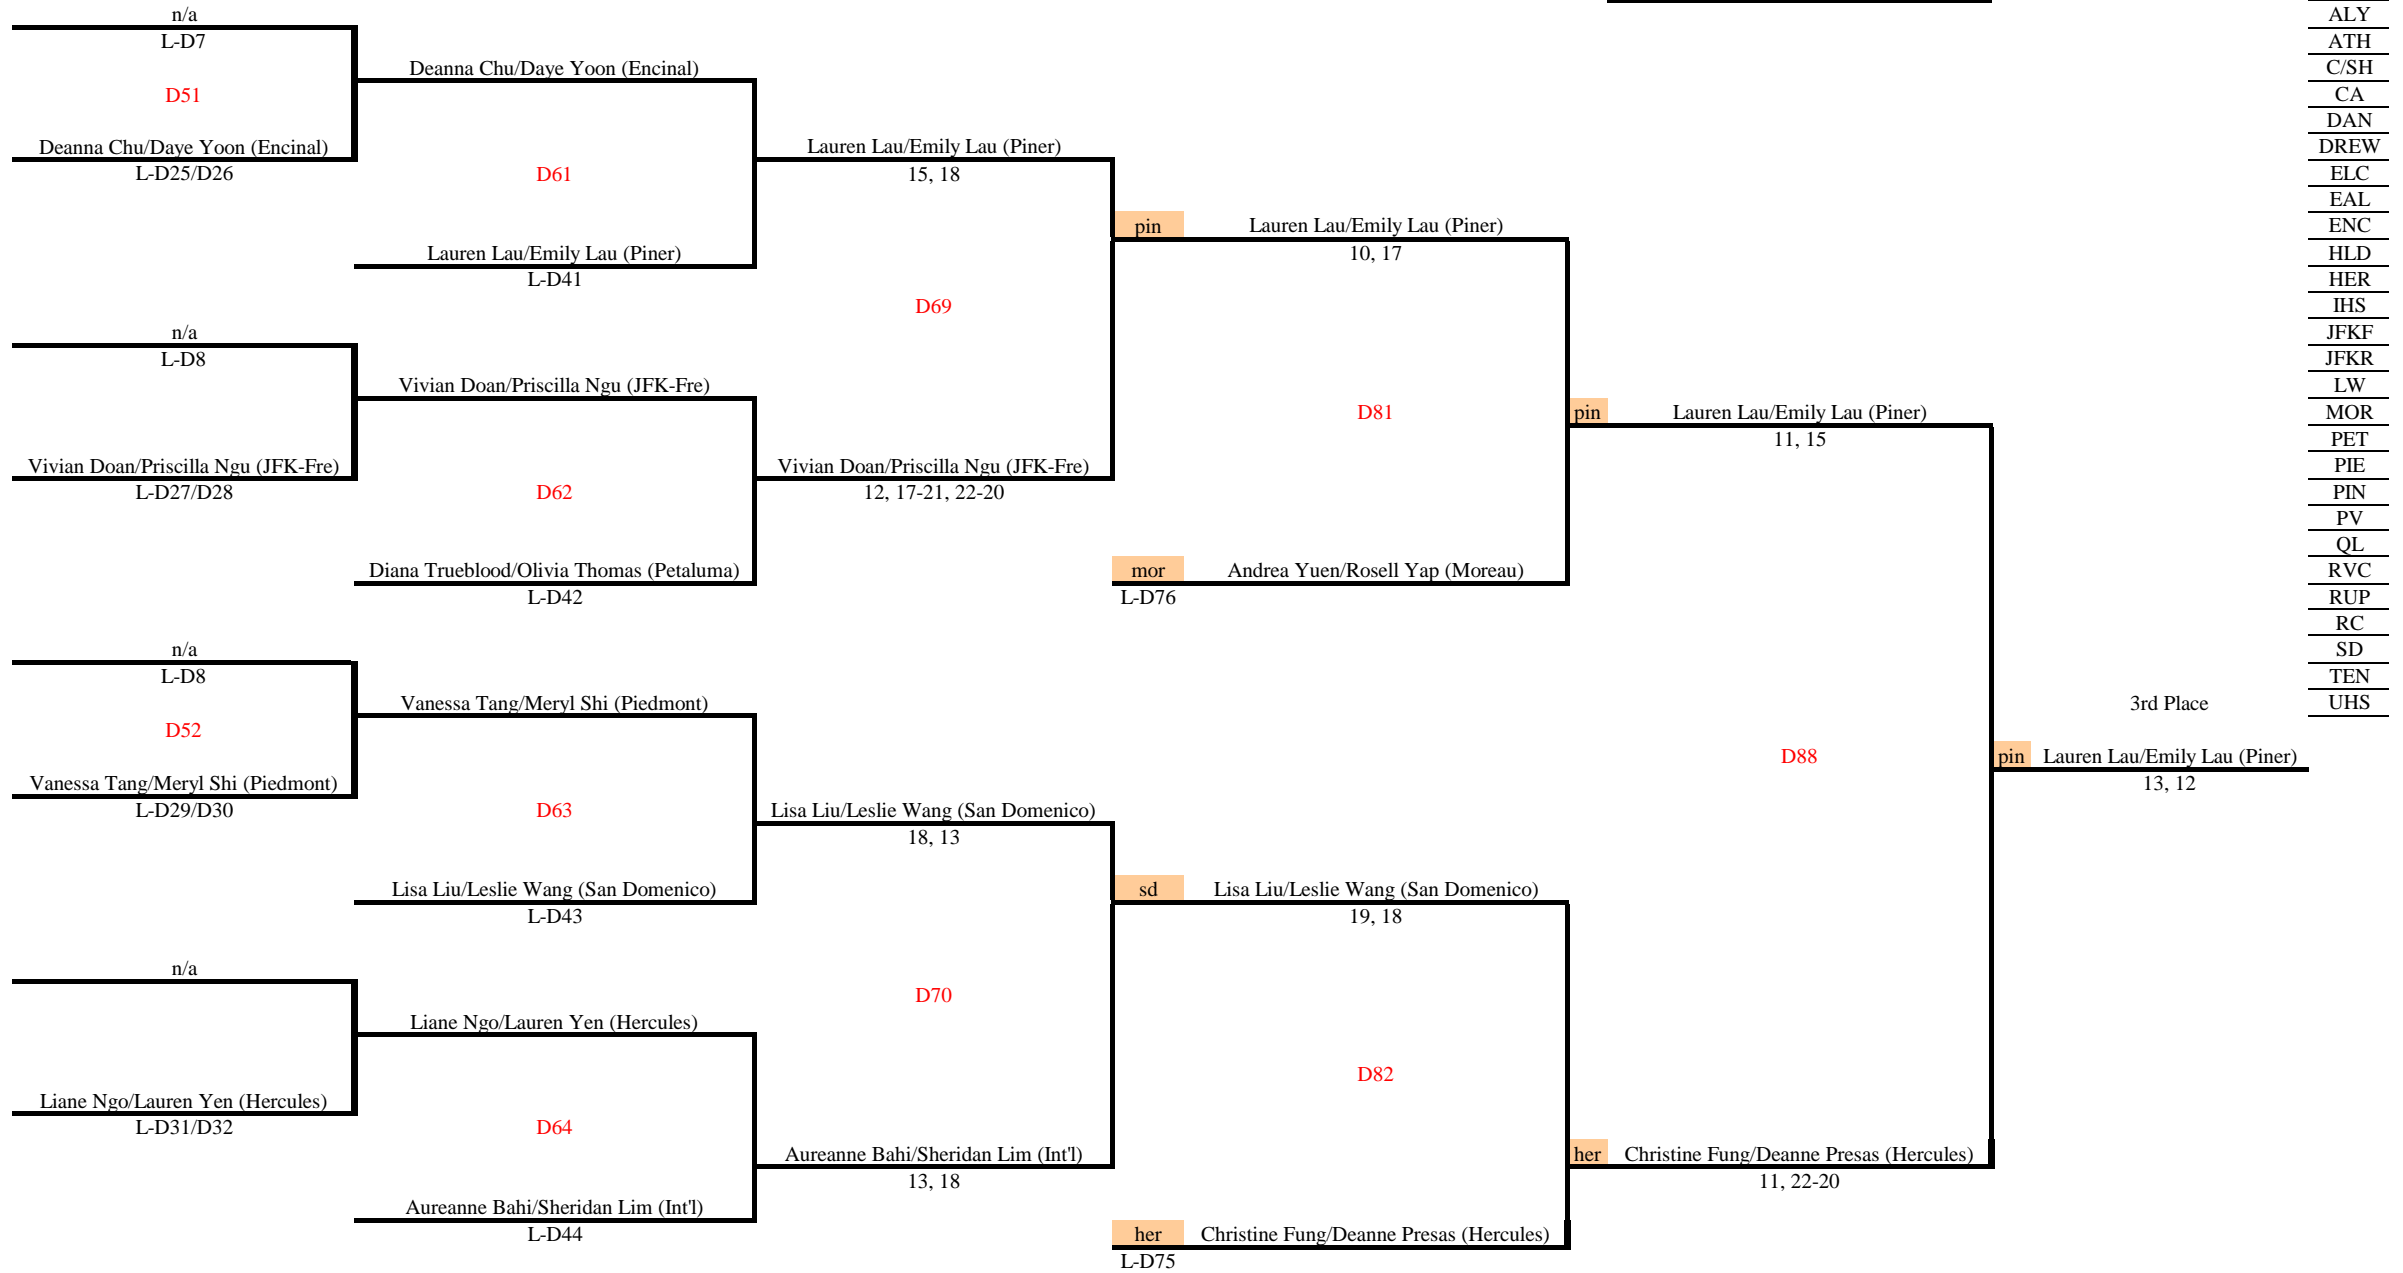 n/a
L-D7
D51
Deanna Chu/Daye Yoon (Encinal)
L-D25/D26
n/a
L-D8
Vivian Doan/Priscilla Ngu (JFK-Fre)
L-D27/D28
n/a
L-D8
D52
Vanessa Tang/Meryl Shi (Piedmont)
L-D29/D30
n/a
Liane Ngo/Lauren Yen (Hercules)
L-D31/D32
Deanna Chu/Daye Yoon (Encinal)
D61
Lauren Lau/Emily Lau (Piner)
L-D41
Vivian Doan/Priscilla Ngu (JFK-Fre)
D62
Diana Trueblood/Olivia Thomas (Petaluma)
L-D42
Vanessa Tang/Meryl Shi (Piedmont)
D63
Lisa Liu/Leslie Wang (San Domenico)
L-D43
Liane Ngo/Lauren Yen (Hercules)
D64
Aureanne Bahi/Sheridan Lim (Int'l)
L-D44
Lauren Lau/Emily Lau (Piner)
15, 18
D69
Vivian Doan/Priscilla Ngu (JFK-Fre)
12, 17-21, 22-20
Lisa Liu/Leslie Wang (San Domenico)
18, 13
D70
Aureanne Bahi/Sheridan Lim (Int'l)
13, 18
pin Lauren Lau/Emily Lau (Piner)
10, 17
D81
mor Andrea Yuen/Rosell Yap (Moreau)
L-D76
sd Lisa Liu/Leslie Wang (San Domenico)
19, 18
D82
her Christine Fung/Deanne Presas (Hercules)
L-D75
pin Lauren Lau/Emily Lau (Piner)
11, 15
D88
her Christine Fung/Deanne Presas (Hercules)
11, 22-20
3rd Place
pin Lauren Lau/Emily Lau (Piner)
13, 12
ALY
ATH
C/SH
CA
DAN
DREW
ELC
EAL
ENC
HLD
HER
IHS
JFKF
JFKR
LW
MOR
PET
PIE
PIN
PV
QL
RVC
RUP
RC
SD
TEN
UHS